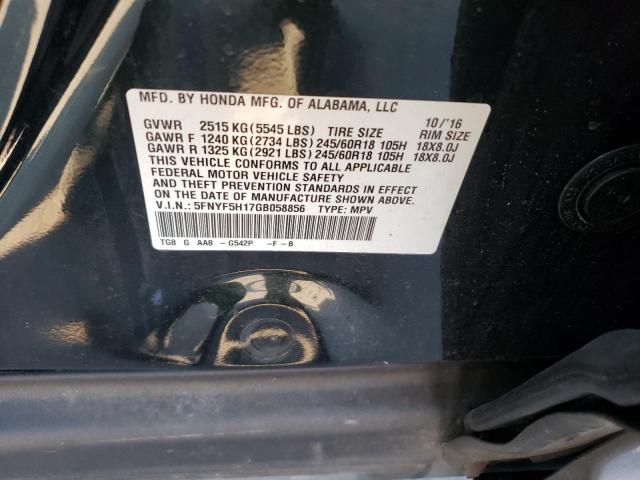 MFD. BY HONDA MFG. OF ALABAMA, LLC 10/'16
GVWR 2515 KG(5545 LBS) TIRE SIZE RIM SIZE
GAWR F 1240 KG(2734 LBS)245/60R18 105H 18X8.0J
GAWR R 1325 KG(2921 LBS)245/60R18 105H 18X8.0J
THIS VEHICLE CONFORMS TO ALL APPLICABLE
FEDERAL MOTOR VEHICLE SAFETY
AND THEFT PREVENTION STANDARDS IN EFFECT
ON THE DATE OF MANUFACTURE SHOWN ABOVE.
V.I.N.: 5FNYF5H17GB058856 TYPE: MPV
TG8 G AA8 - G542P -F -B